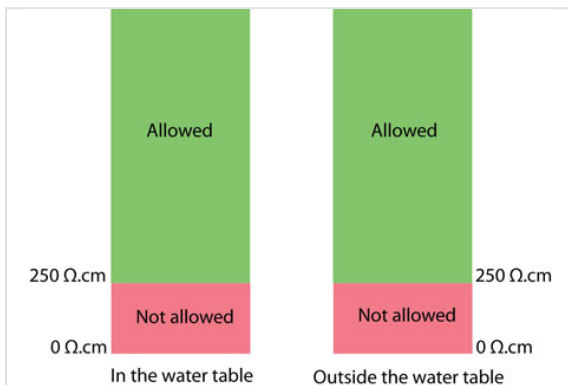 Allowed
Allowed
250 Ω.cm
250 Ω.cm
Not allowed
Not allowed
0 Ω.cm
0 Ω.cm
In the water table
Outside the water table